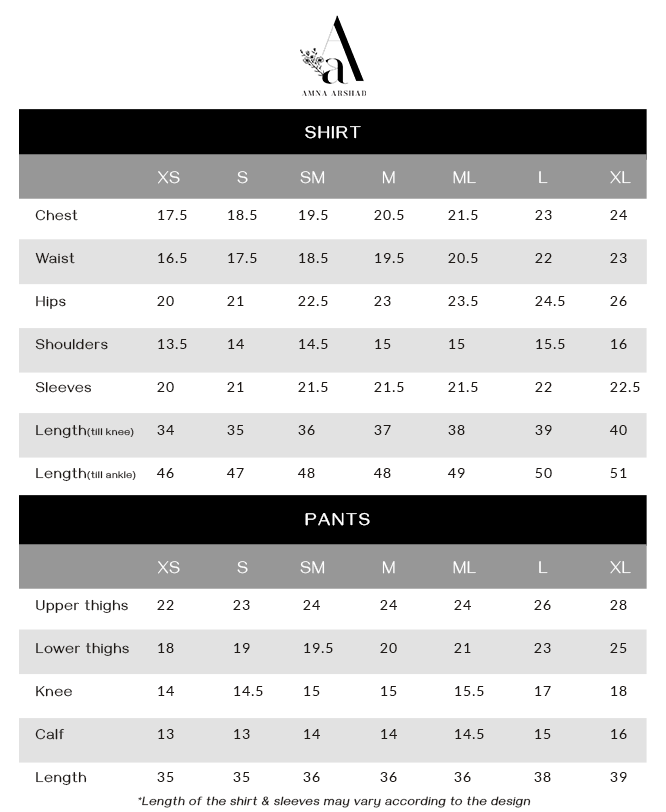 A
a
AMNA ARSHAD
SHIRT
XS S SM M ML L XL
Chest 17.5 18.5 19.5 20.5 21.5 23 24
Waist 16.5 17.5 18.5 19.5 20.5 22 23
Hips 20 21 22.5 23 23.5 24.5 26
Shoulders 13.5 14 14.5 15 15 15.5 16
Sleeves 20 21 21.5 21.5 21.5 22 22.5
Length(till knee) 34 35 36 37 38 39 40
Length(till ankle) 46 47 48 48 49 50 51
PANTS
XS S SM M ML L XL
Upper thighs 22 23 24 24 24 26 28
Lower thighs 18 19 19.5 20 21 23 25
Knee 14 14.5 15 15 15.5 17 18
Calf 13 13 14 14 14.5 15 16
Length 35 35 36 36 36 38 39
*Length of the shirt & sleeves may vary according to the design